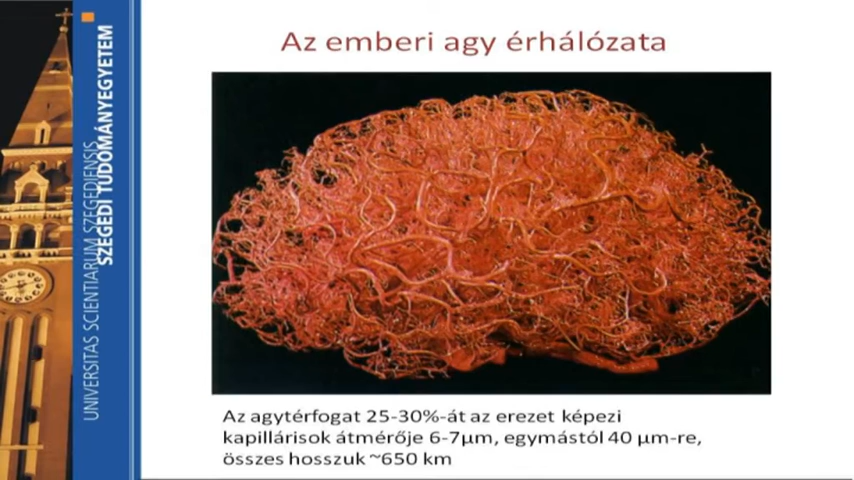 Az emberi agy érhálózata
UNIVERSITAS SCIENTIARUM SZEGEDIENSIS
SZEGEDI TUDOMÁNYEGYETEM
Az agytérfogat 25-30%-át az erezet képezi
kapillárisok átmérője 6-7µm, egymástól 40 µm-re,
összes hosszuk ~650 km